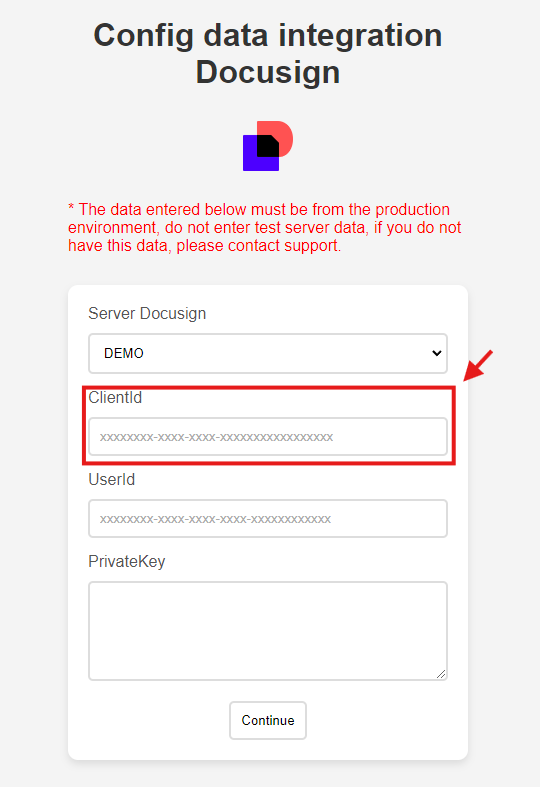 Config data integration
Docusign
* The data entered below must be from the production
environment, do not enter test server data, if you do not
have this data, please contact support.
Server Docusign
DEMO
ClientId
xxxxxxxx-xxxx-xxxx-xxxxxxxxxxxxxxxxx
UserId
xxxxxxxx-xxxx-xxxx-xxxx-xxxxxxxxxxxx
PrivateKey
Continue